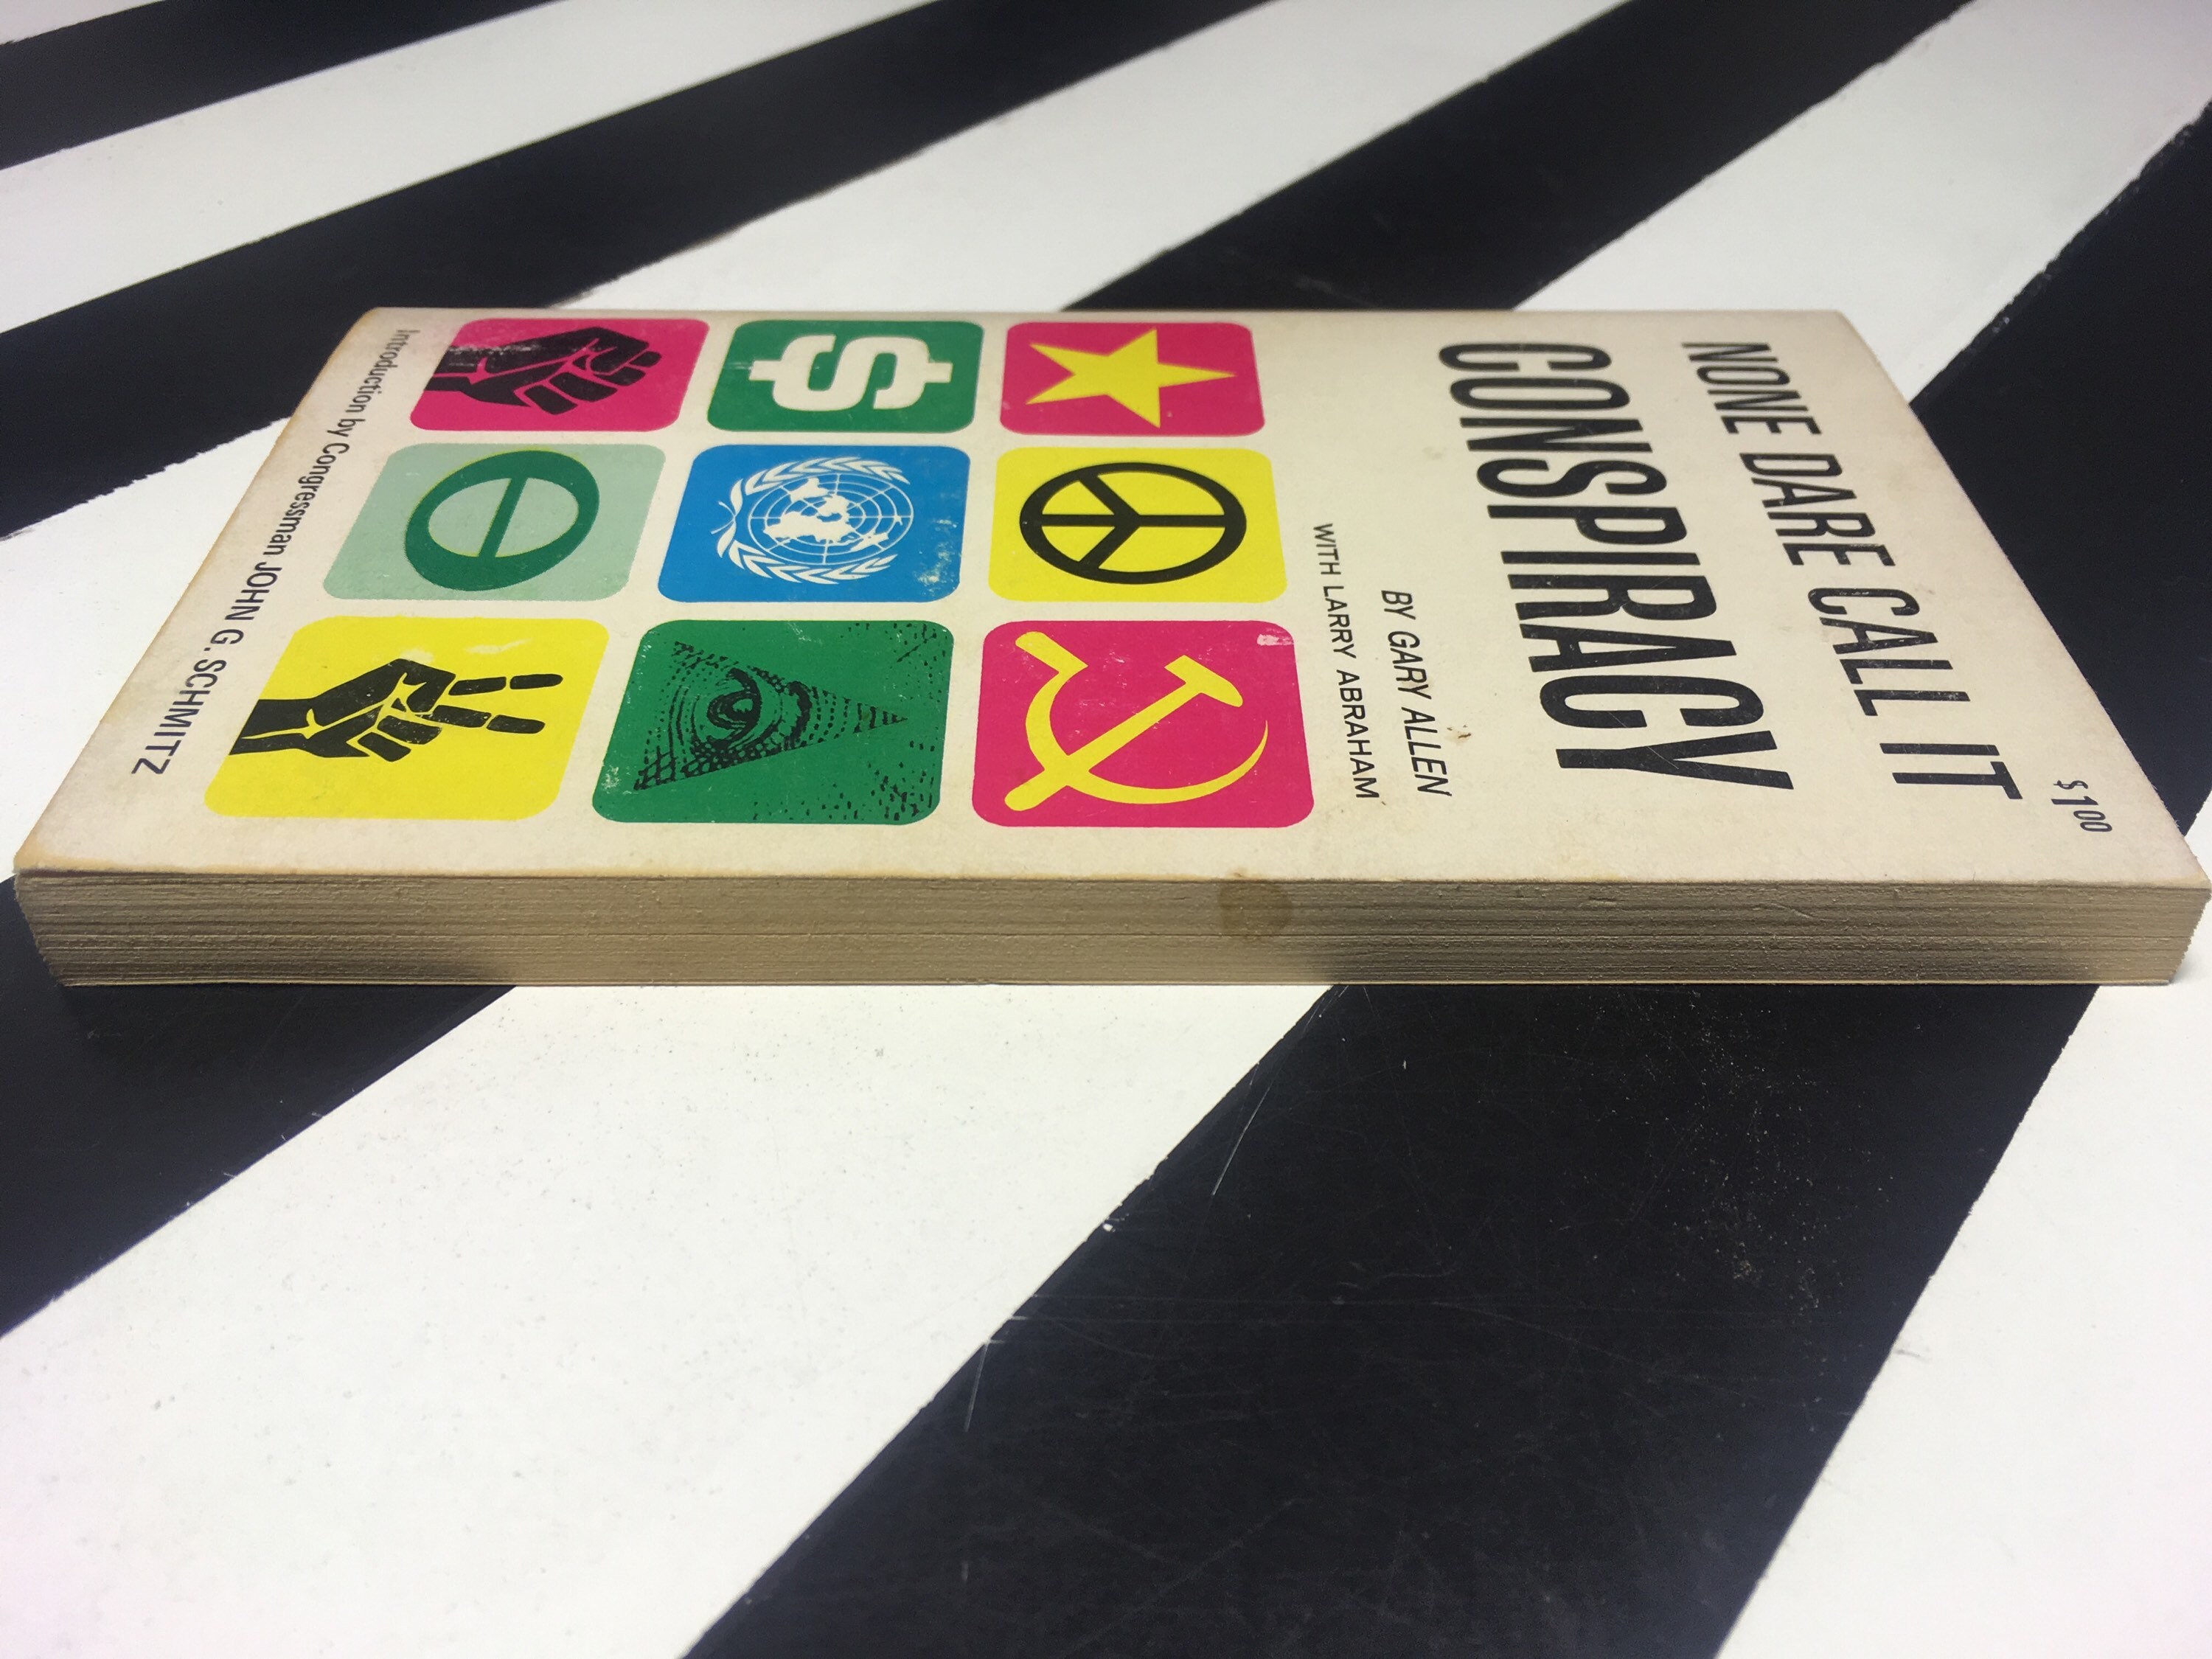 $1.00
NONE DARE CALL IT
CONSPIRACY
BY GARY ALLEN
WITH LARRY ABRAHAM
$
Introduction by Congressman JOHN G. SCHMITZ